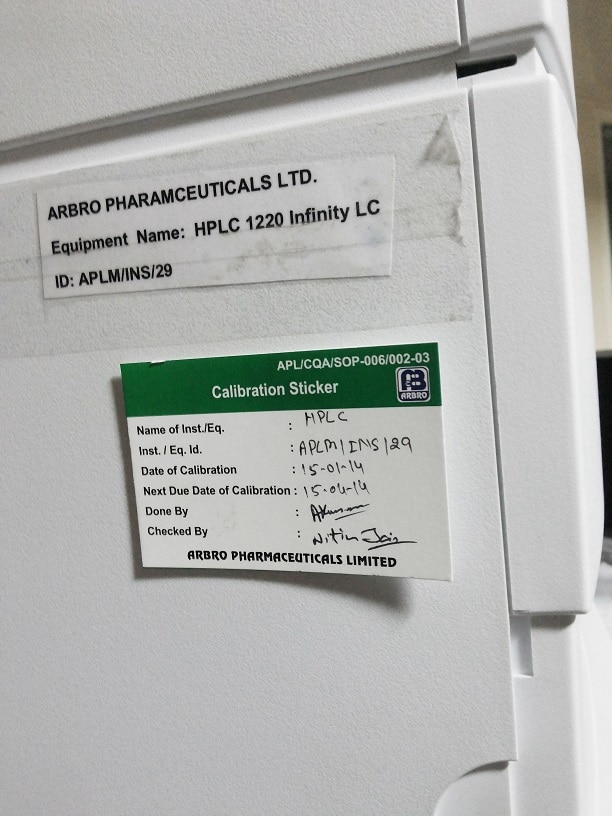 ARBRO PHARAMCEUTICALS LTD.
Equipment Name: HPLC 1220 Infinity LC
ID: APLM/INS/29
APL/CQA/SOP-006/002-03
Calibration Sticker
ARBRO
Name of Inst./Eq. : HPLC
Inst. / Eq. Id. : APLM/INS/29
Date of Calibration : 15-01-14
Next Due Date of Calibration : 15-04-14
Done By :
Checked By : Nitin Jain
ARBRO PHARMACEUTICALS LIMITED